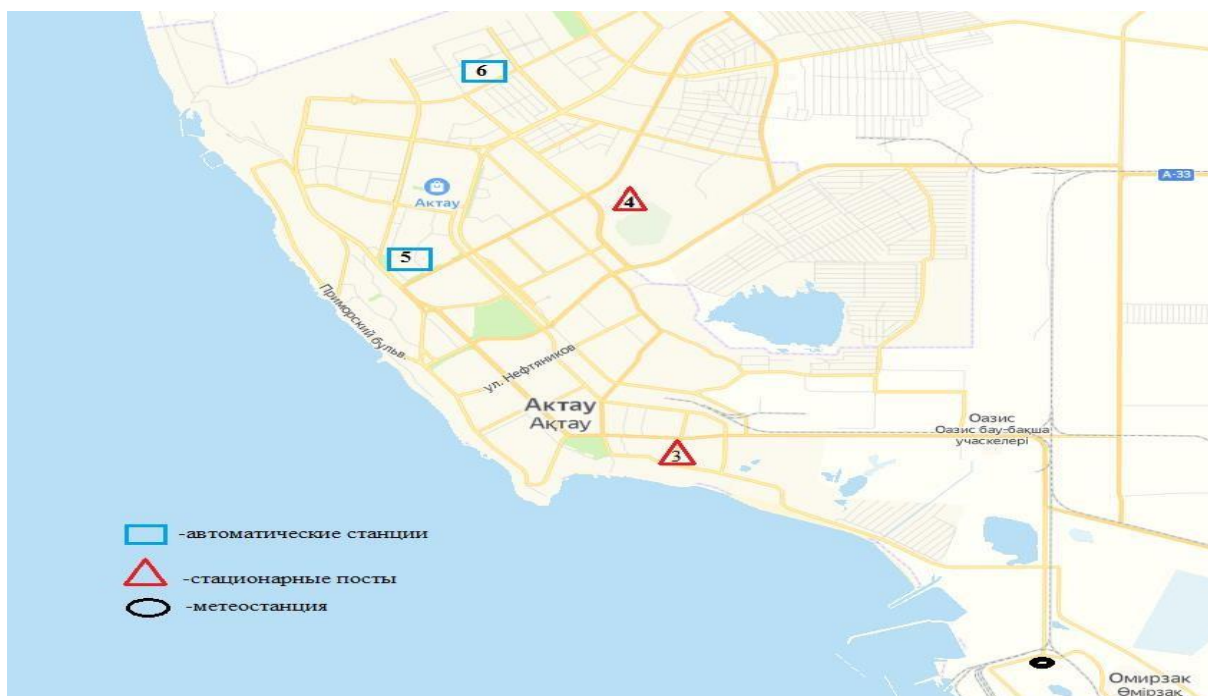 6
4
A-33
Актау
5
Приморский бульв.
ул. Нефтяников
Актау
Ақтау
Оазис
Оазис бау-бақша
учаскелері
3
-автоматические станции
-стационарные посты
-метеостанция
Омирзак
Өмірзақ